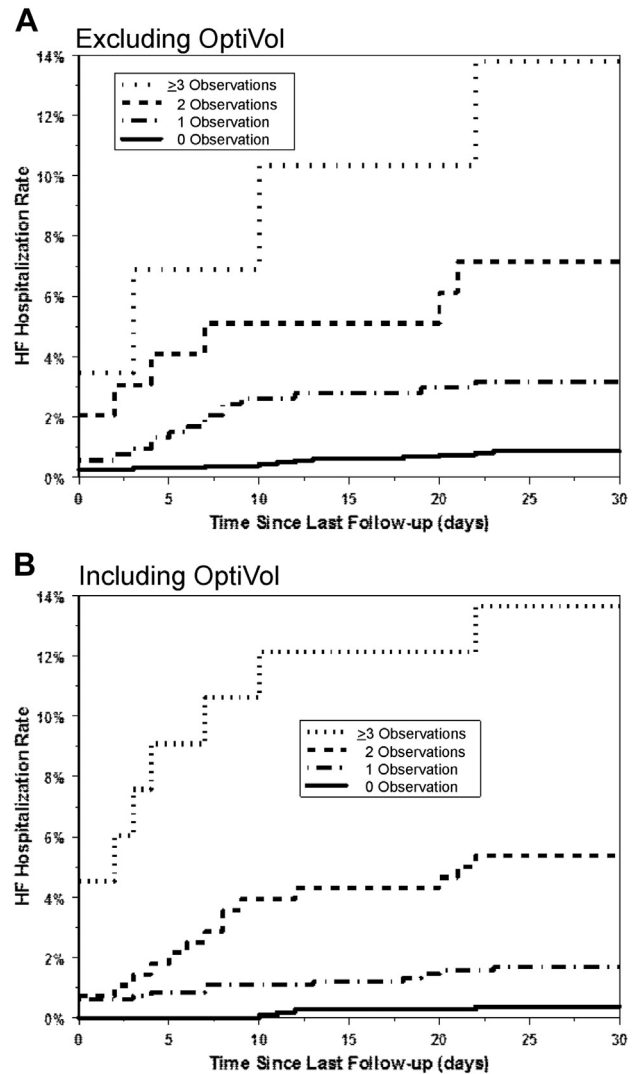 A
Excluding OptiVol
14%
12%
10%
8%
6%
4%
2%
0%
≥3 Observations
2 Observations
1 Observation
0 Observation
HF Hospitalization Rate
0 5 10 15 20 25 30
Time Since Last Follow-up (days)
B
Including OptiVol
14%
12%
10%
8%
6%
4%
2%
0%
≥3 Observations
2 Observations
1 Observation
0 Observation
HF Hospitalization Rate
0 5 10 15 20 25 30
Time Since Last Follow-up (days)